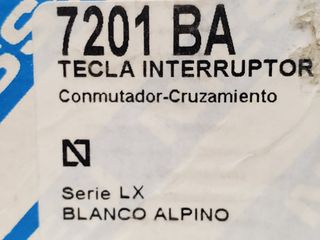 7201 BA
TECLA INTERRUPTOR
Conmutador-Cruzamiento
N
Serie LX
BLANCO ALPINO